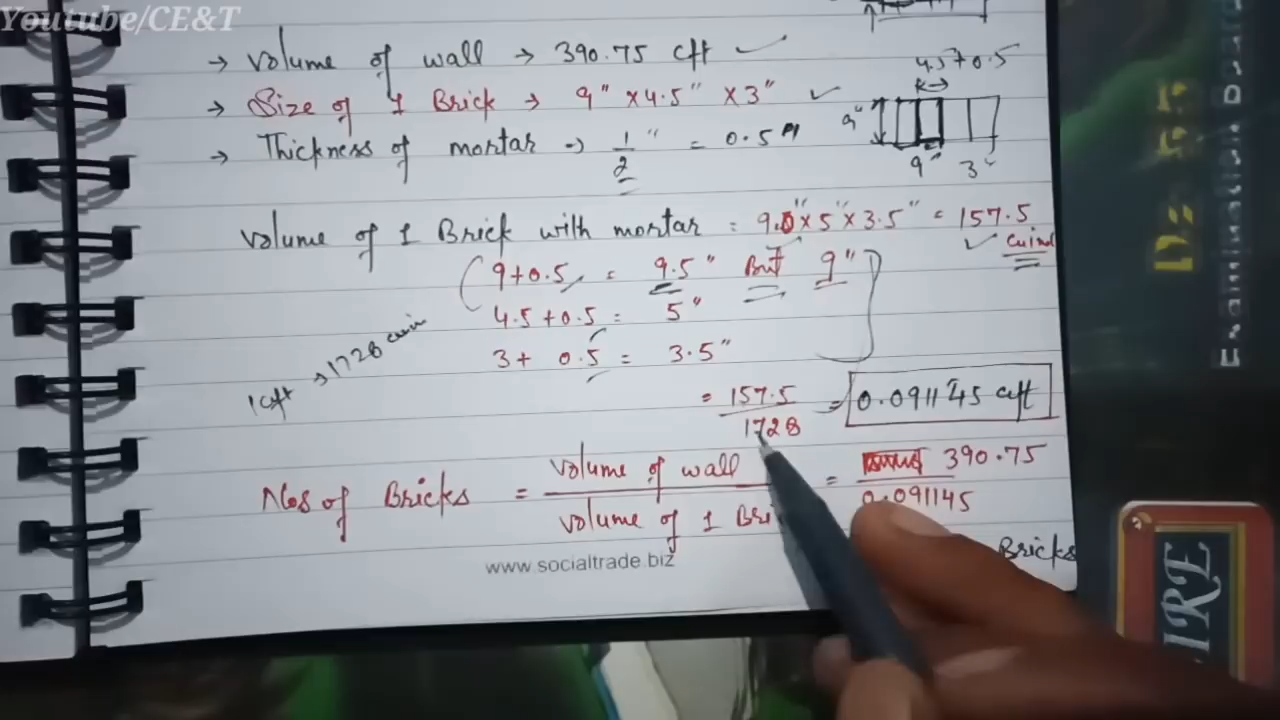 Youtube/CE&T
→ Volume of wall → 390.75 cft ✓
→ Size of 1 Brick → 9" x 4.5" x 3" ✓
→ Thickness of mortar → 1/2" = 0.5"
4.5+0.5
9"
9" 3"
Volume of 1 Brick with mortar = 9.0" x 5" x 3.5" = 157.5
(9+0.5 = 9.5" But 9")
4.5+0.5 = 5"
3+ 0.5 = 3.5"
1 cft → 1728
= 157.5/1728 = 0.091145 cft
Nos of Bricks = Volume of wall / Volume of 1 Bri = 390.75 / 0.091145
Bricks
www.socialtrade.biz